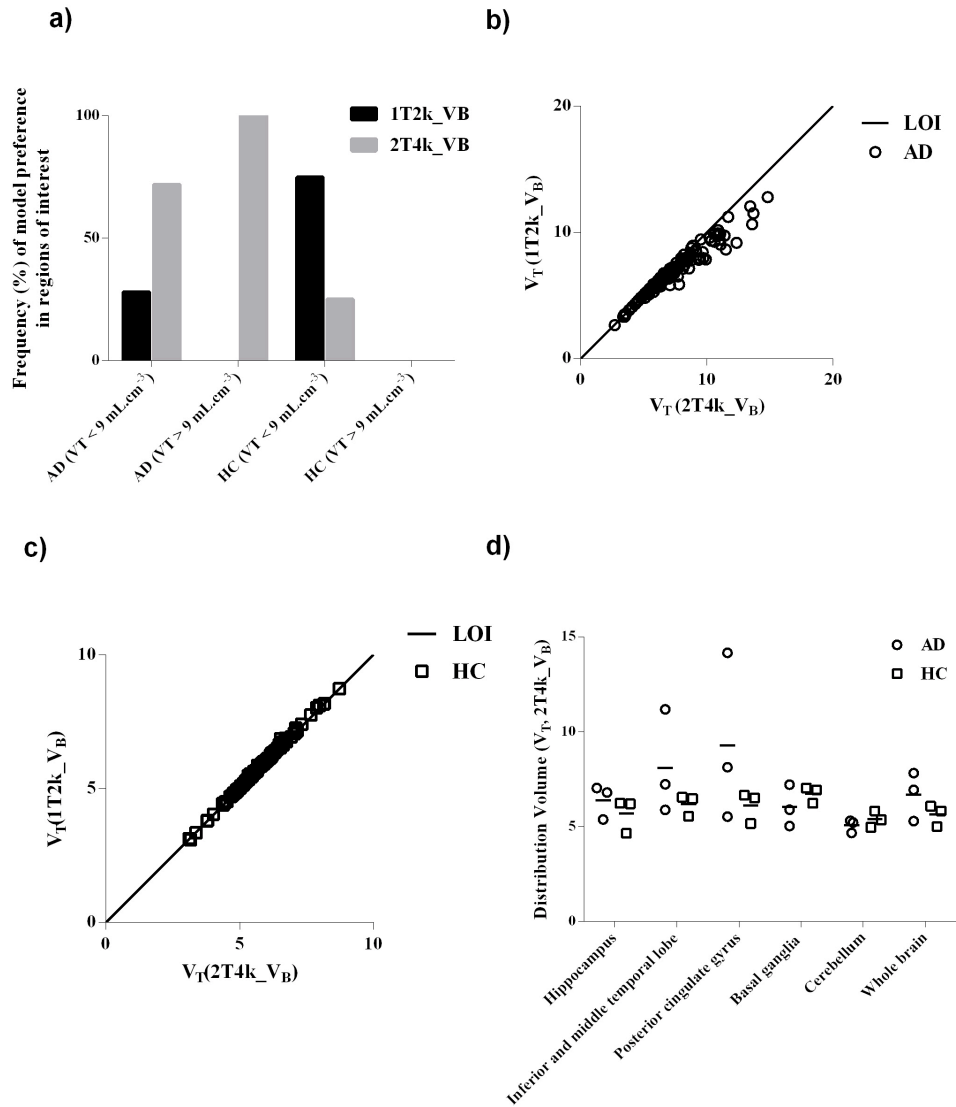 a)
Frequency (%) of model preference
in regions of interest
100
50
0
1T2k_VB
2T4k_VB
AD (VT < 9 mL.cm⁻³)
AD (VT > 9 mL.cm⁻³)
HC (VT < 9 mL.cm⁻³)
HC (VT > 9 mL.cm⁻³)
b)
V_T (1T2k_V_B)
20
10
0
0 10 20
V_T (2T4k_V_B)
LOI
AD
c)
V_T(1T2k_V_B)
10
5
0
0 5 10
V_T(2T4k_V_B)
LOI
HC
d)
Distribution Volume (V_T, 2T4k_V_B)
15
10
5
0
AD
HC
Hippocampus
Inferior and middle temporal lobe
Posterior cingulate gyrus
Basal ganglia
Cerebellum
Whole brain